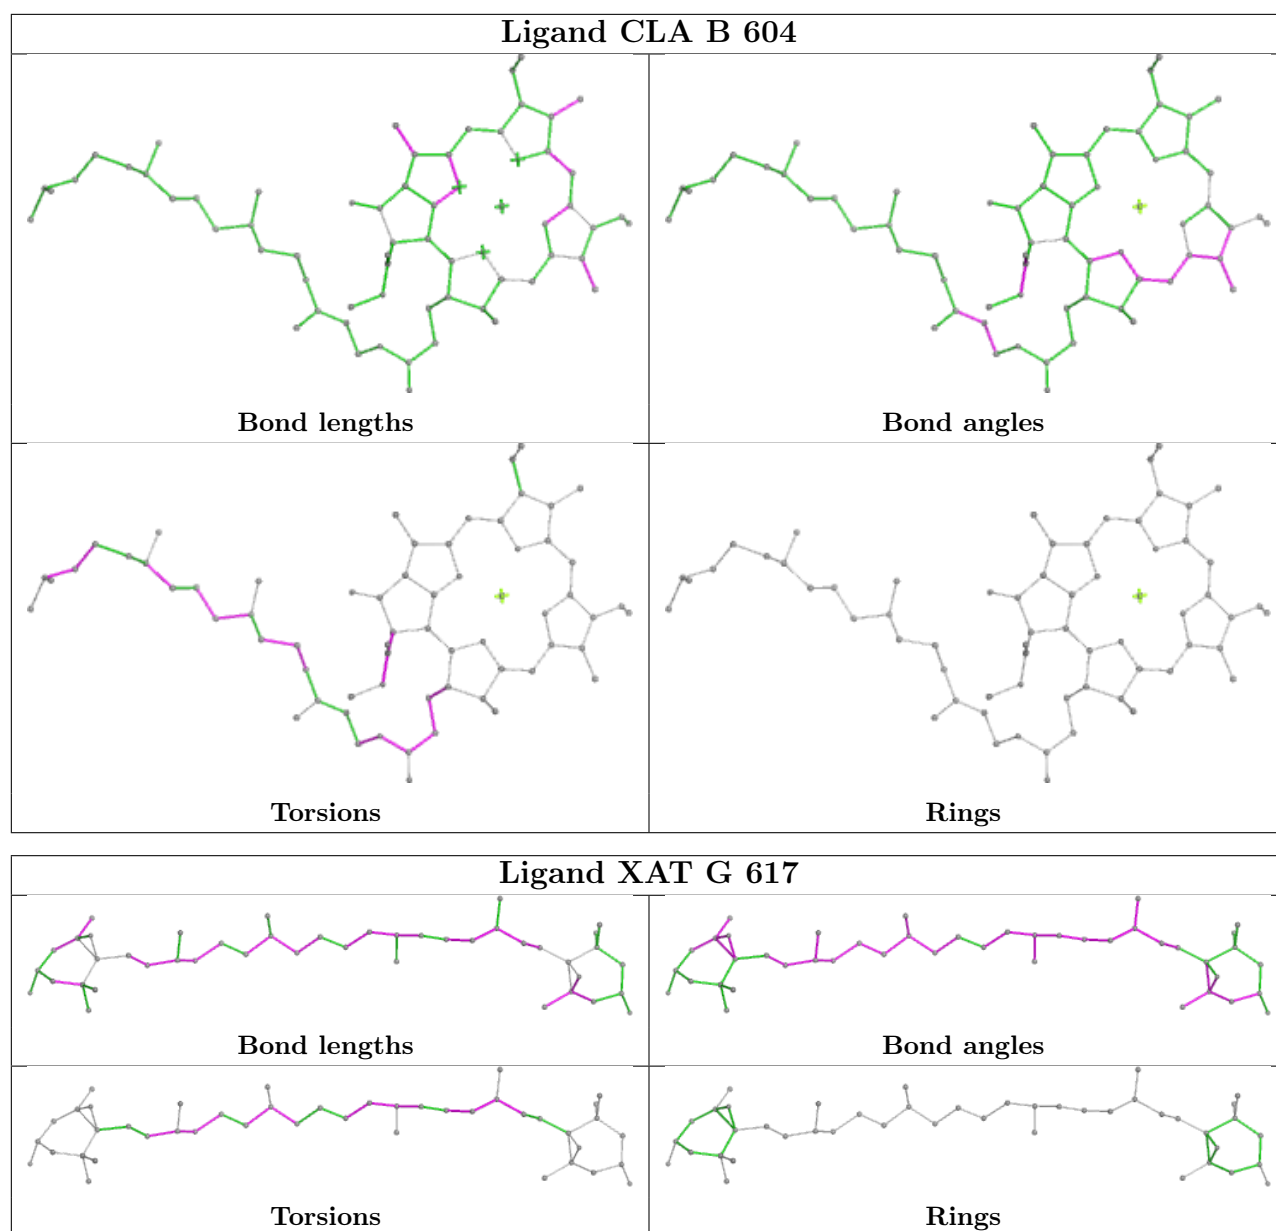 Ligand CLA B 604
Bond lengths
Bond angles
Torsions
Rings
Ligand XAT G 617
Bond lengths
Bond angles
Torsions
Rings